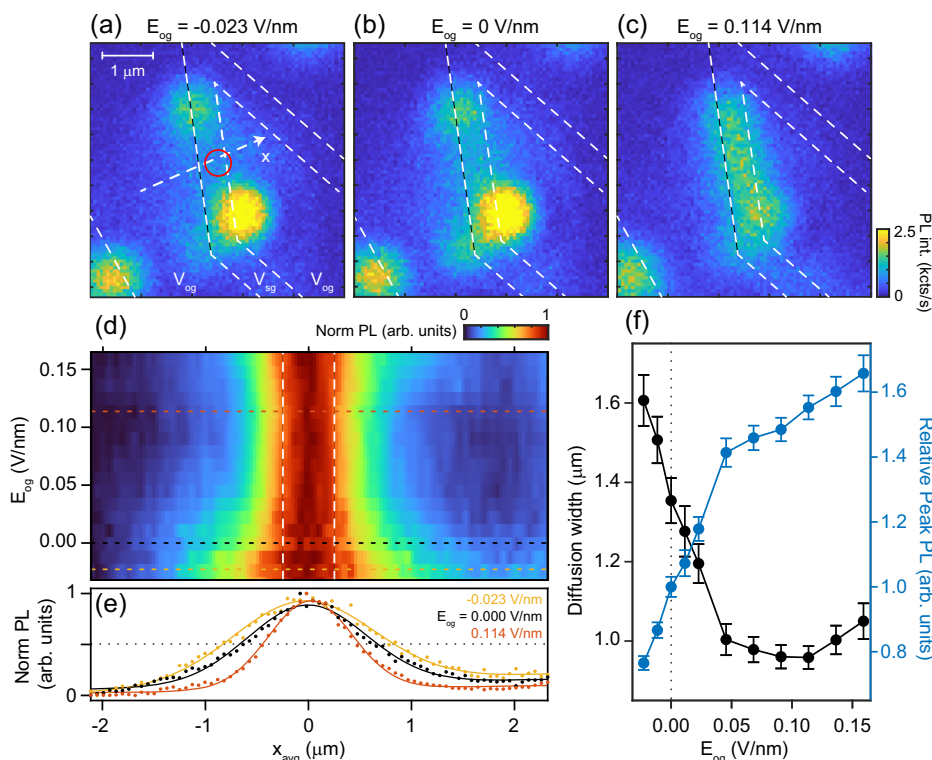 (a) E_og = -0.023 V/nm
(b) E_og = 0 V/nm
(c) E_og = 0.114 V/nm
1 μm
x
V_og V_sg V_og
PL int. (kcts/s)
2.5
0
(d) Norm PL (arb. units)
0 1
E_og (V/nm)
0.15
0.10
0.05
0.00
(e)
Norm PL
(arb. units)
1
0
-0.023 V/nm
E_og = 0.000 V/nm
0.114 V/nm
-2 -1 0 1 2
x_avg (μm)
(f)
Diffusion width (μm)
1.6
1.4
1.2
1.0
Relative Peak PL (arb. units)
1.6
1.4
1.2
1.0
0.8
0.00 0.05 0.10 0.15
E_og (V/nm)